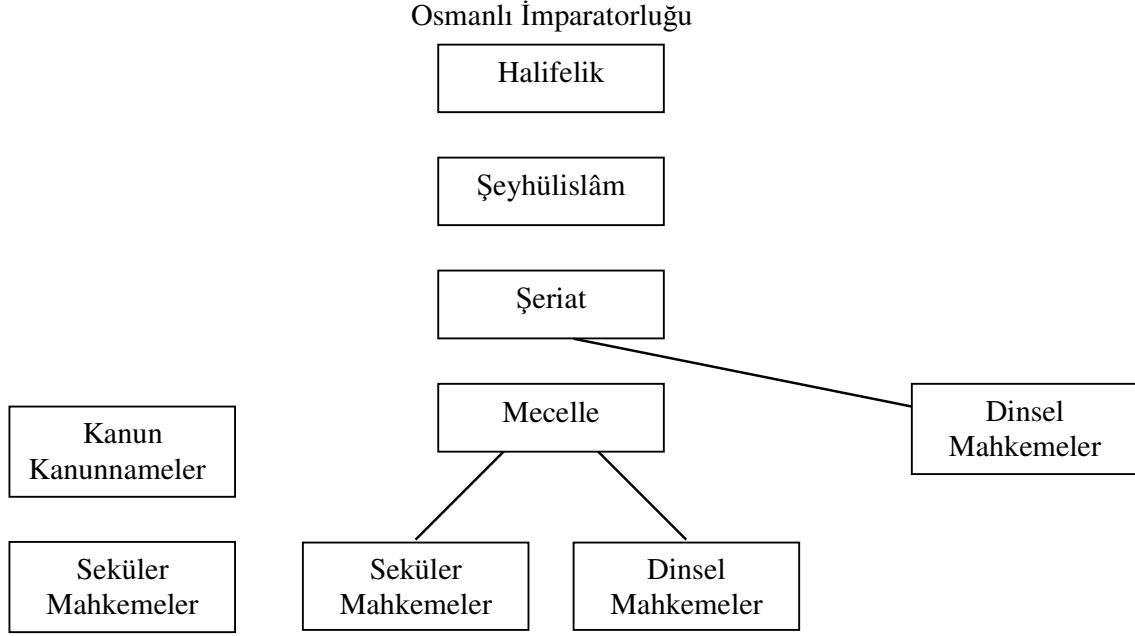 Osmanlı İmparatorluğu
Halifelik
Şeyhülislâm
Şeriat
Mecelle
Dinsel
Mahkemeler
Kanun
Kanunnameler
Seküler
Mahkemeler
Seküler
Mahkemeler
Dinsel
Mahkemeler